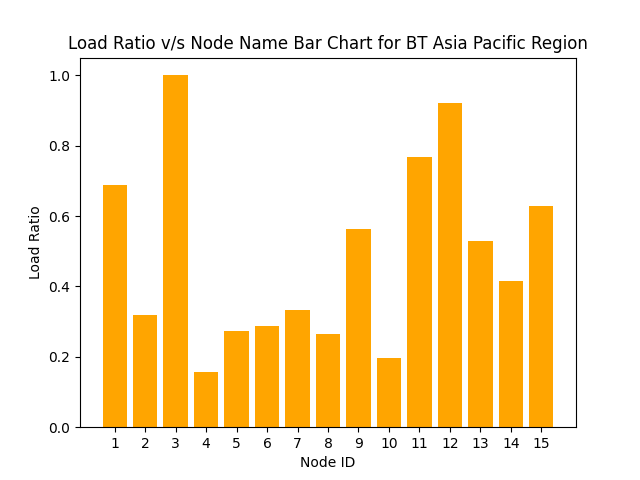 Load Ratio v/s Node Name Bar Chart for BT Asia Pacific Region
1.0
0.8
0.6
0.4
0.2
0.0
Load Ratio
1 2 3 4 5 6 7 8 9 10 11 12 13 14 15
Node ID